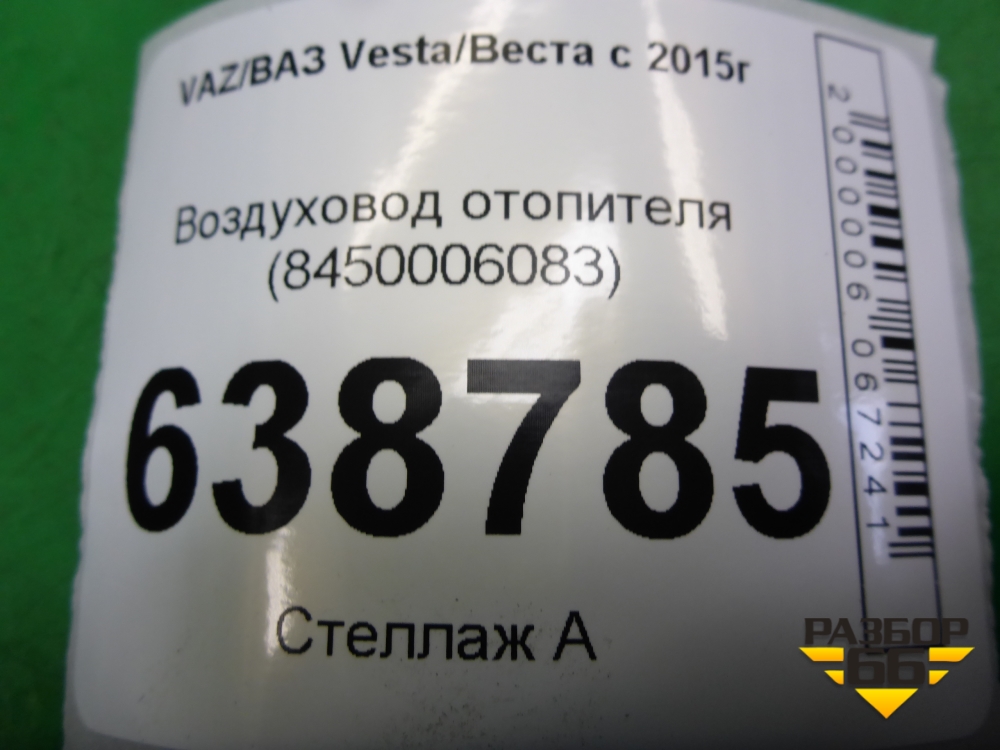 VAZ/ВАЗ Vesta/Веста с 2015г
Воздуховод отопителя
(8450006083)
638785
Стеллаж А
2000006067241
РАЗБОР
66